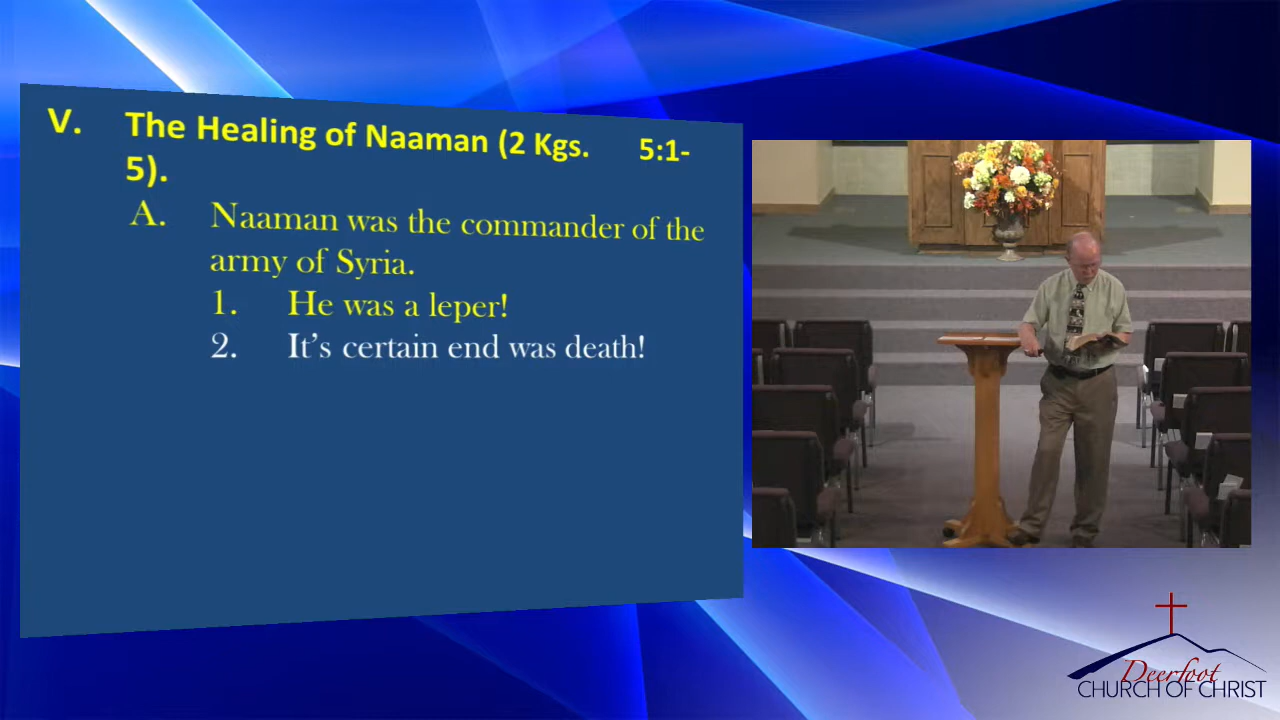 V. The Healing of Naaman (2 Kgs. 5:1-
5).
A. Naaman was the commander of the
army of Syria.
1. He was a leper!
2. It’s certain end was death!
Deerfoot
CHURCH OF CHRIST